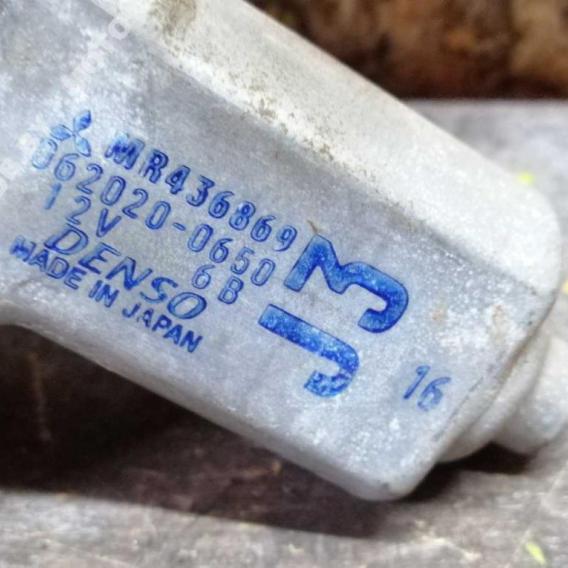 MR436869
062020-0650
12V 6B
DENSO
MADE IN JAPAN
J3
16